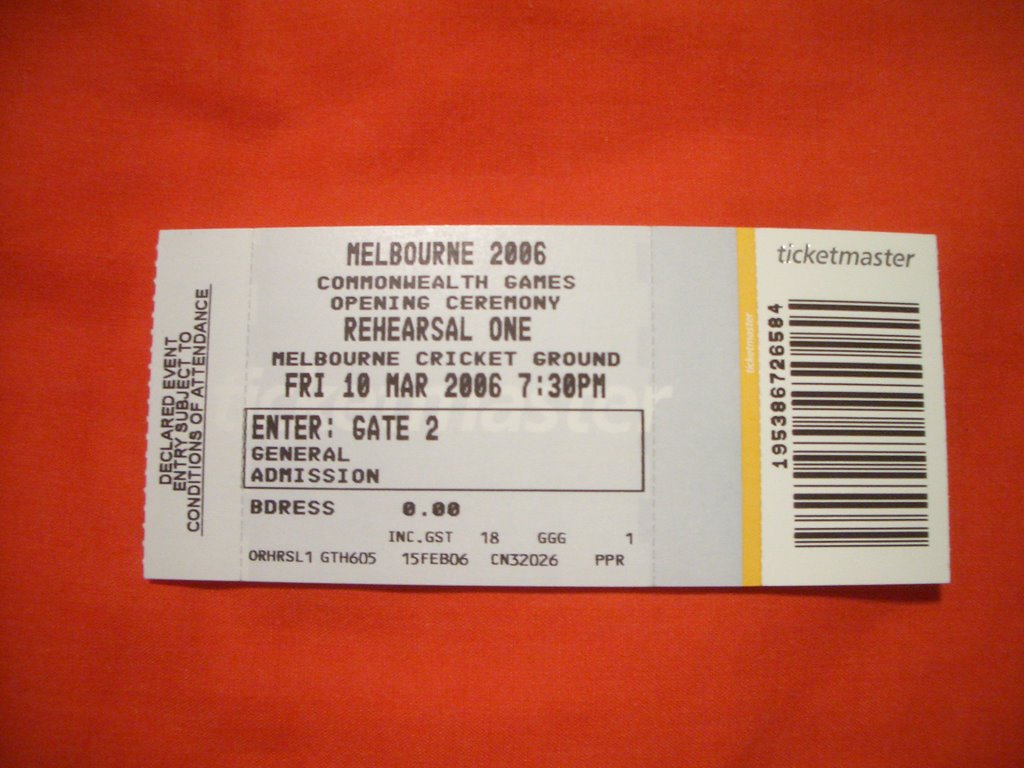 DECLARED EVENT
ENTRY SUBJECT TO
CONDITIONS OF ATTENDANCE
MELBOURNE 2006
COMMONWEALTH GAMES
OPENING CEREMONY
REHEARSAL ONE
MELBOURNE CRICKET GROUND
FRI 10 MAR 2006 7:30PM
ticketmaster
ENTER: GATE 2
GENERAL
ADMISSION
BDRESS 0.00
INC.GST 18 GGG 1
ORHRSL1 GTH605 15FEB06 CN32026 PPR
ticketmaster
ticketmaster
195386726584